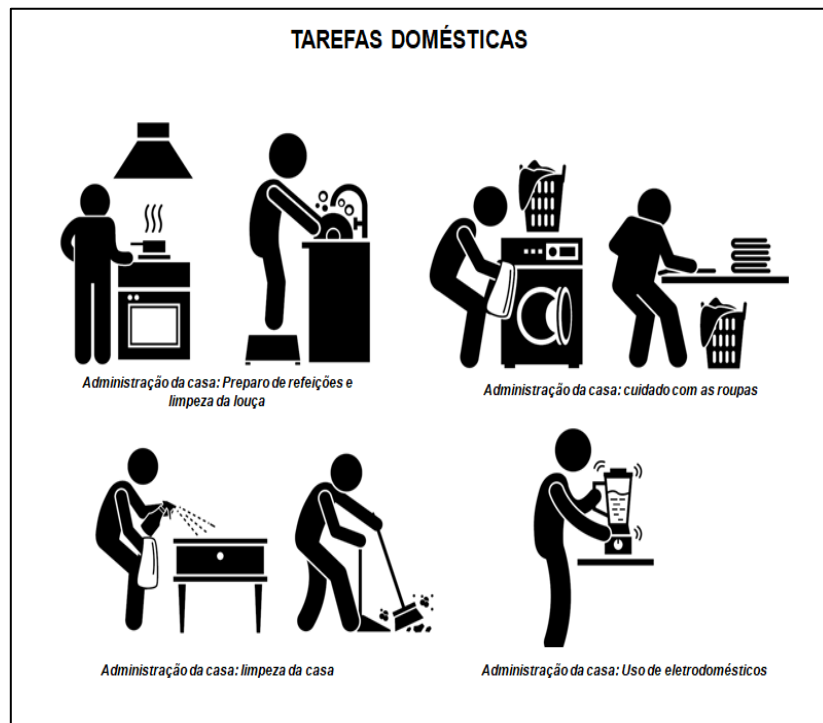 TAREFAS DOMÉSTICAS
Administração da casa: Preparo de refeições e
limpeza da louça
Administração da casa: cuidado com as roupas
Administração da casa: limpeza da casa
Administração da casa: Uso de eletrodomésticos